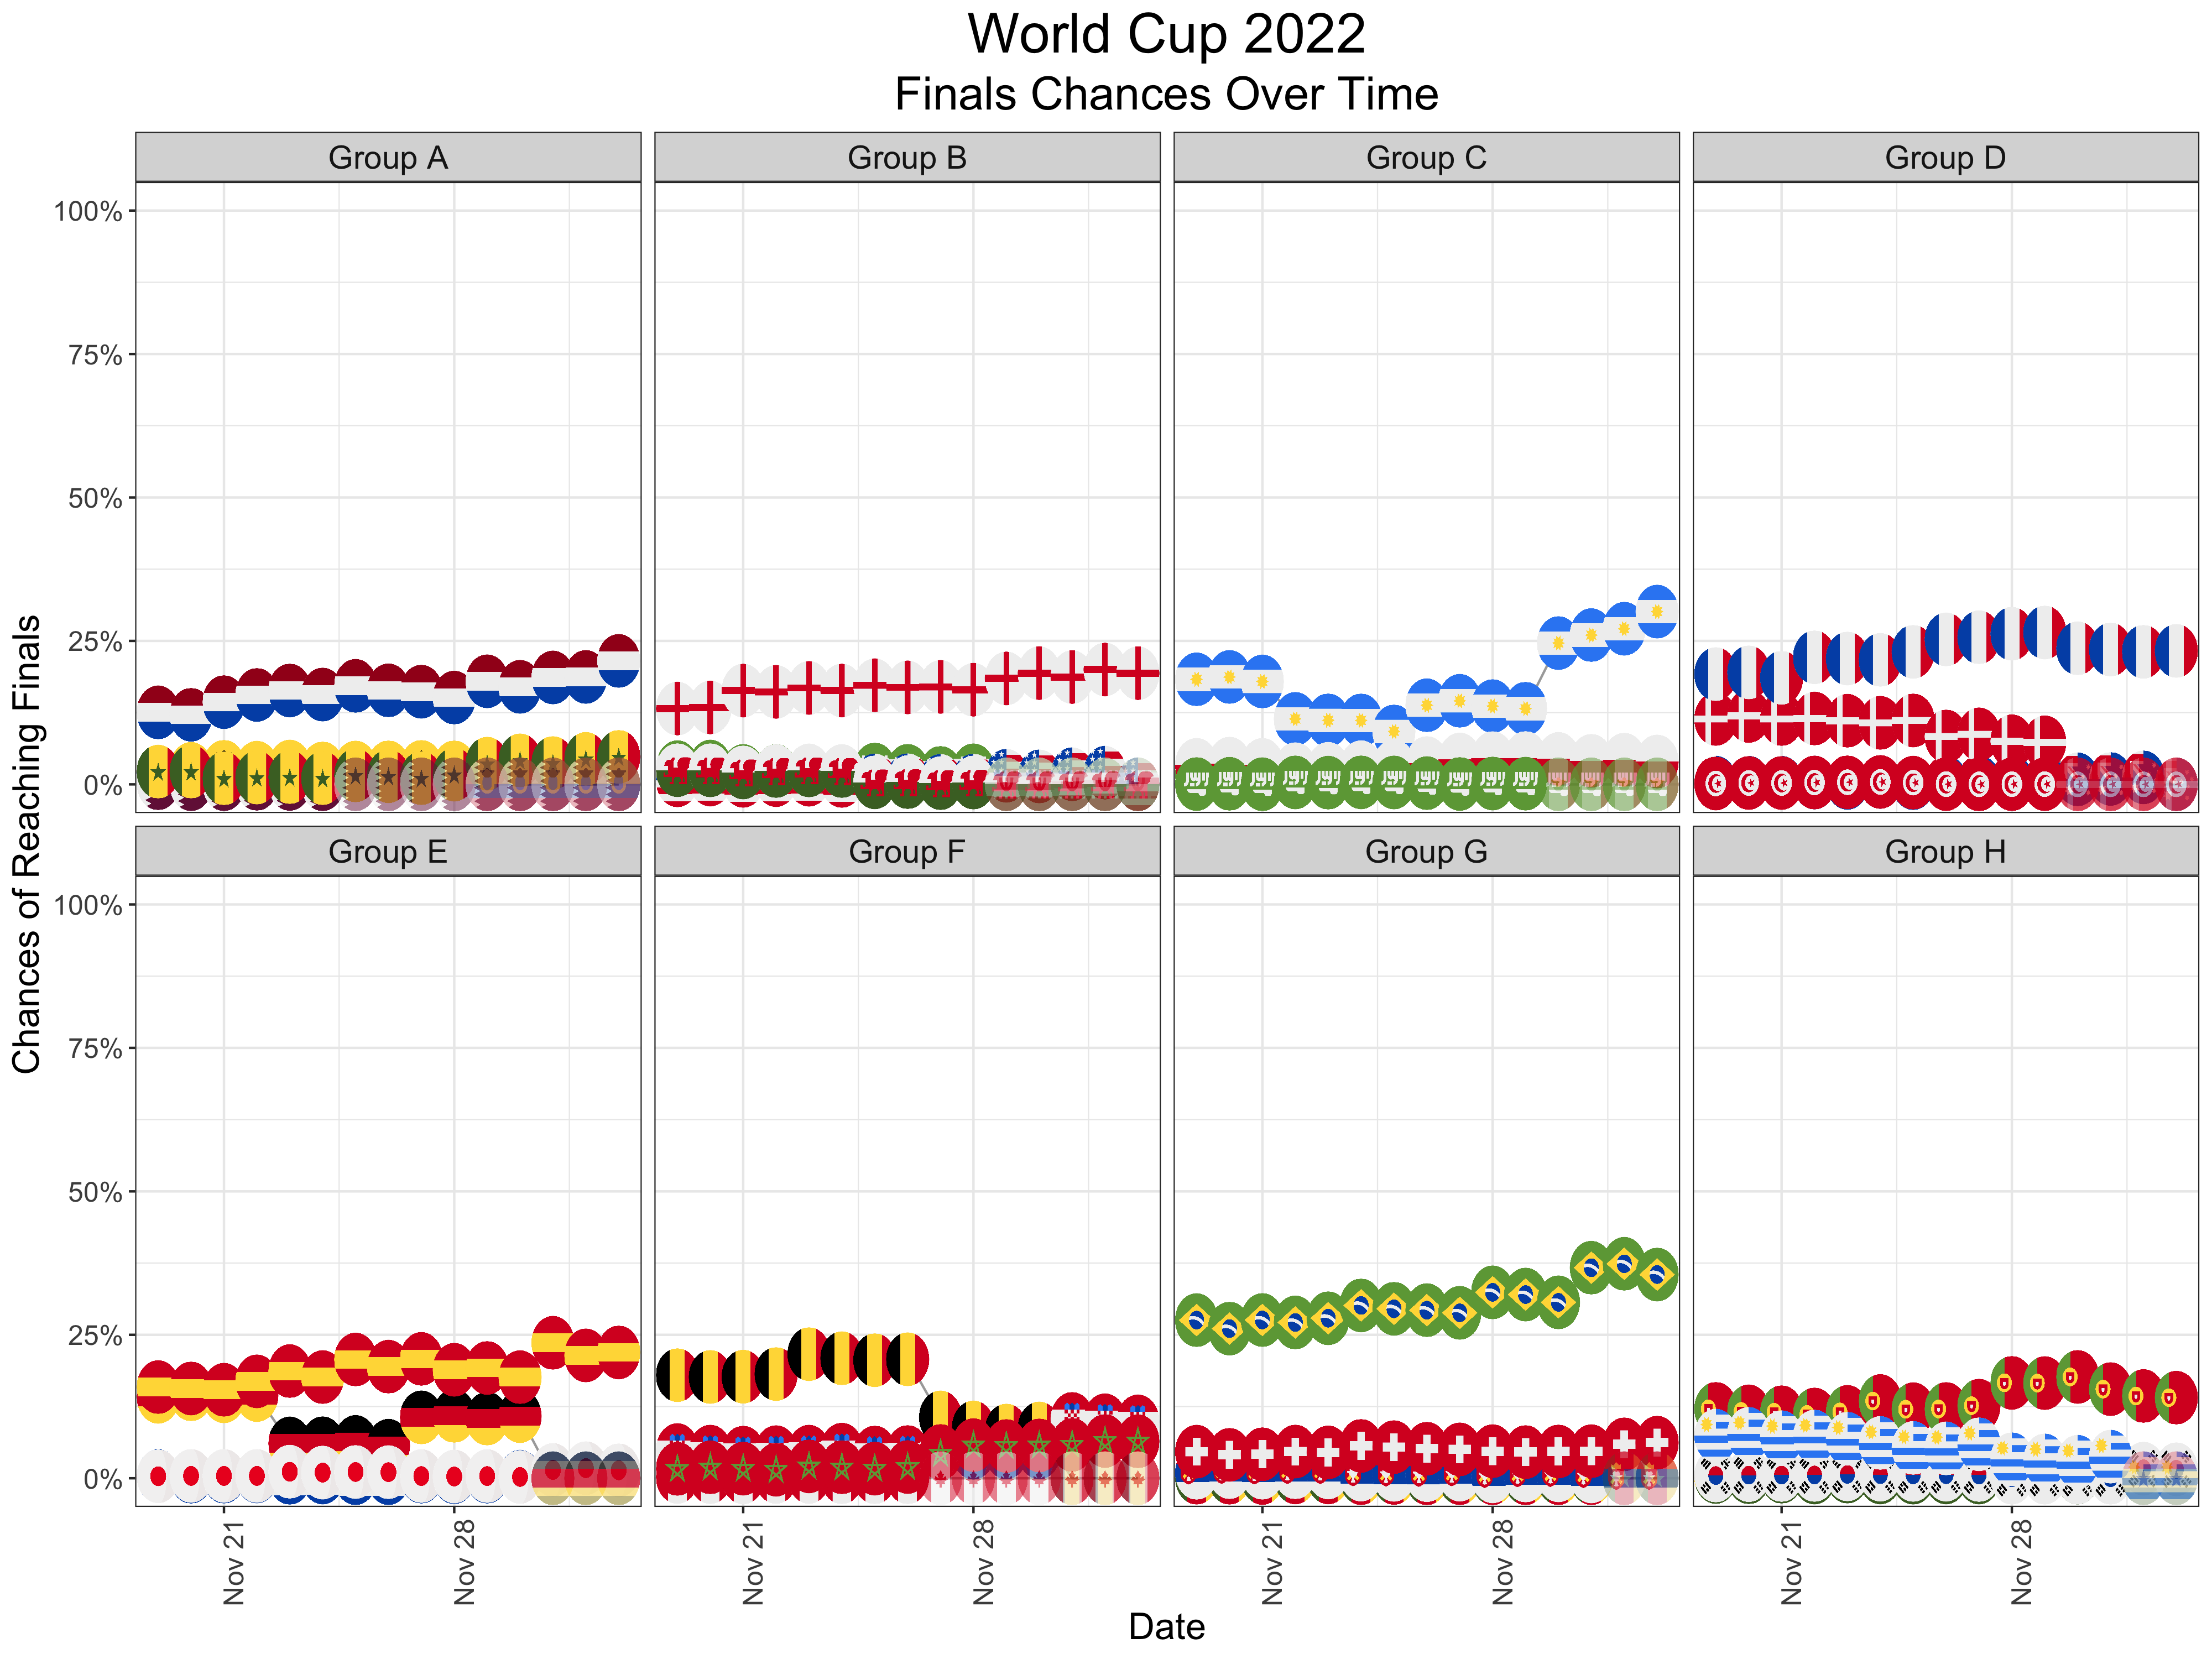 World Cup 2022
Finals Chances Over Time
Group A
Group B
Group C
Group D
100%
75%
50%
25%
0%
Group E
Group F
Group G
Group H
100%
75%
50%
25%
0%
Chances of Reaching Finals
Nov 21
Nov 28
Nov 21
Nov 28
Nov 21
Nov 28
Nov 21
Nov 28
Date